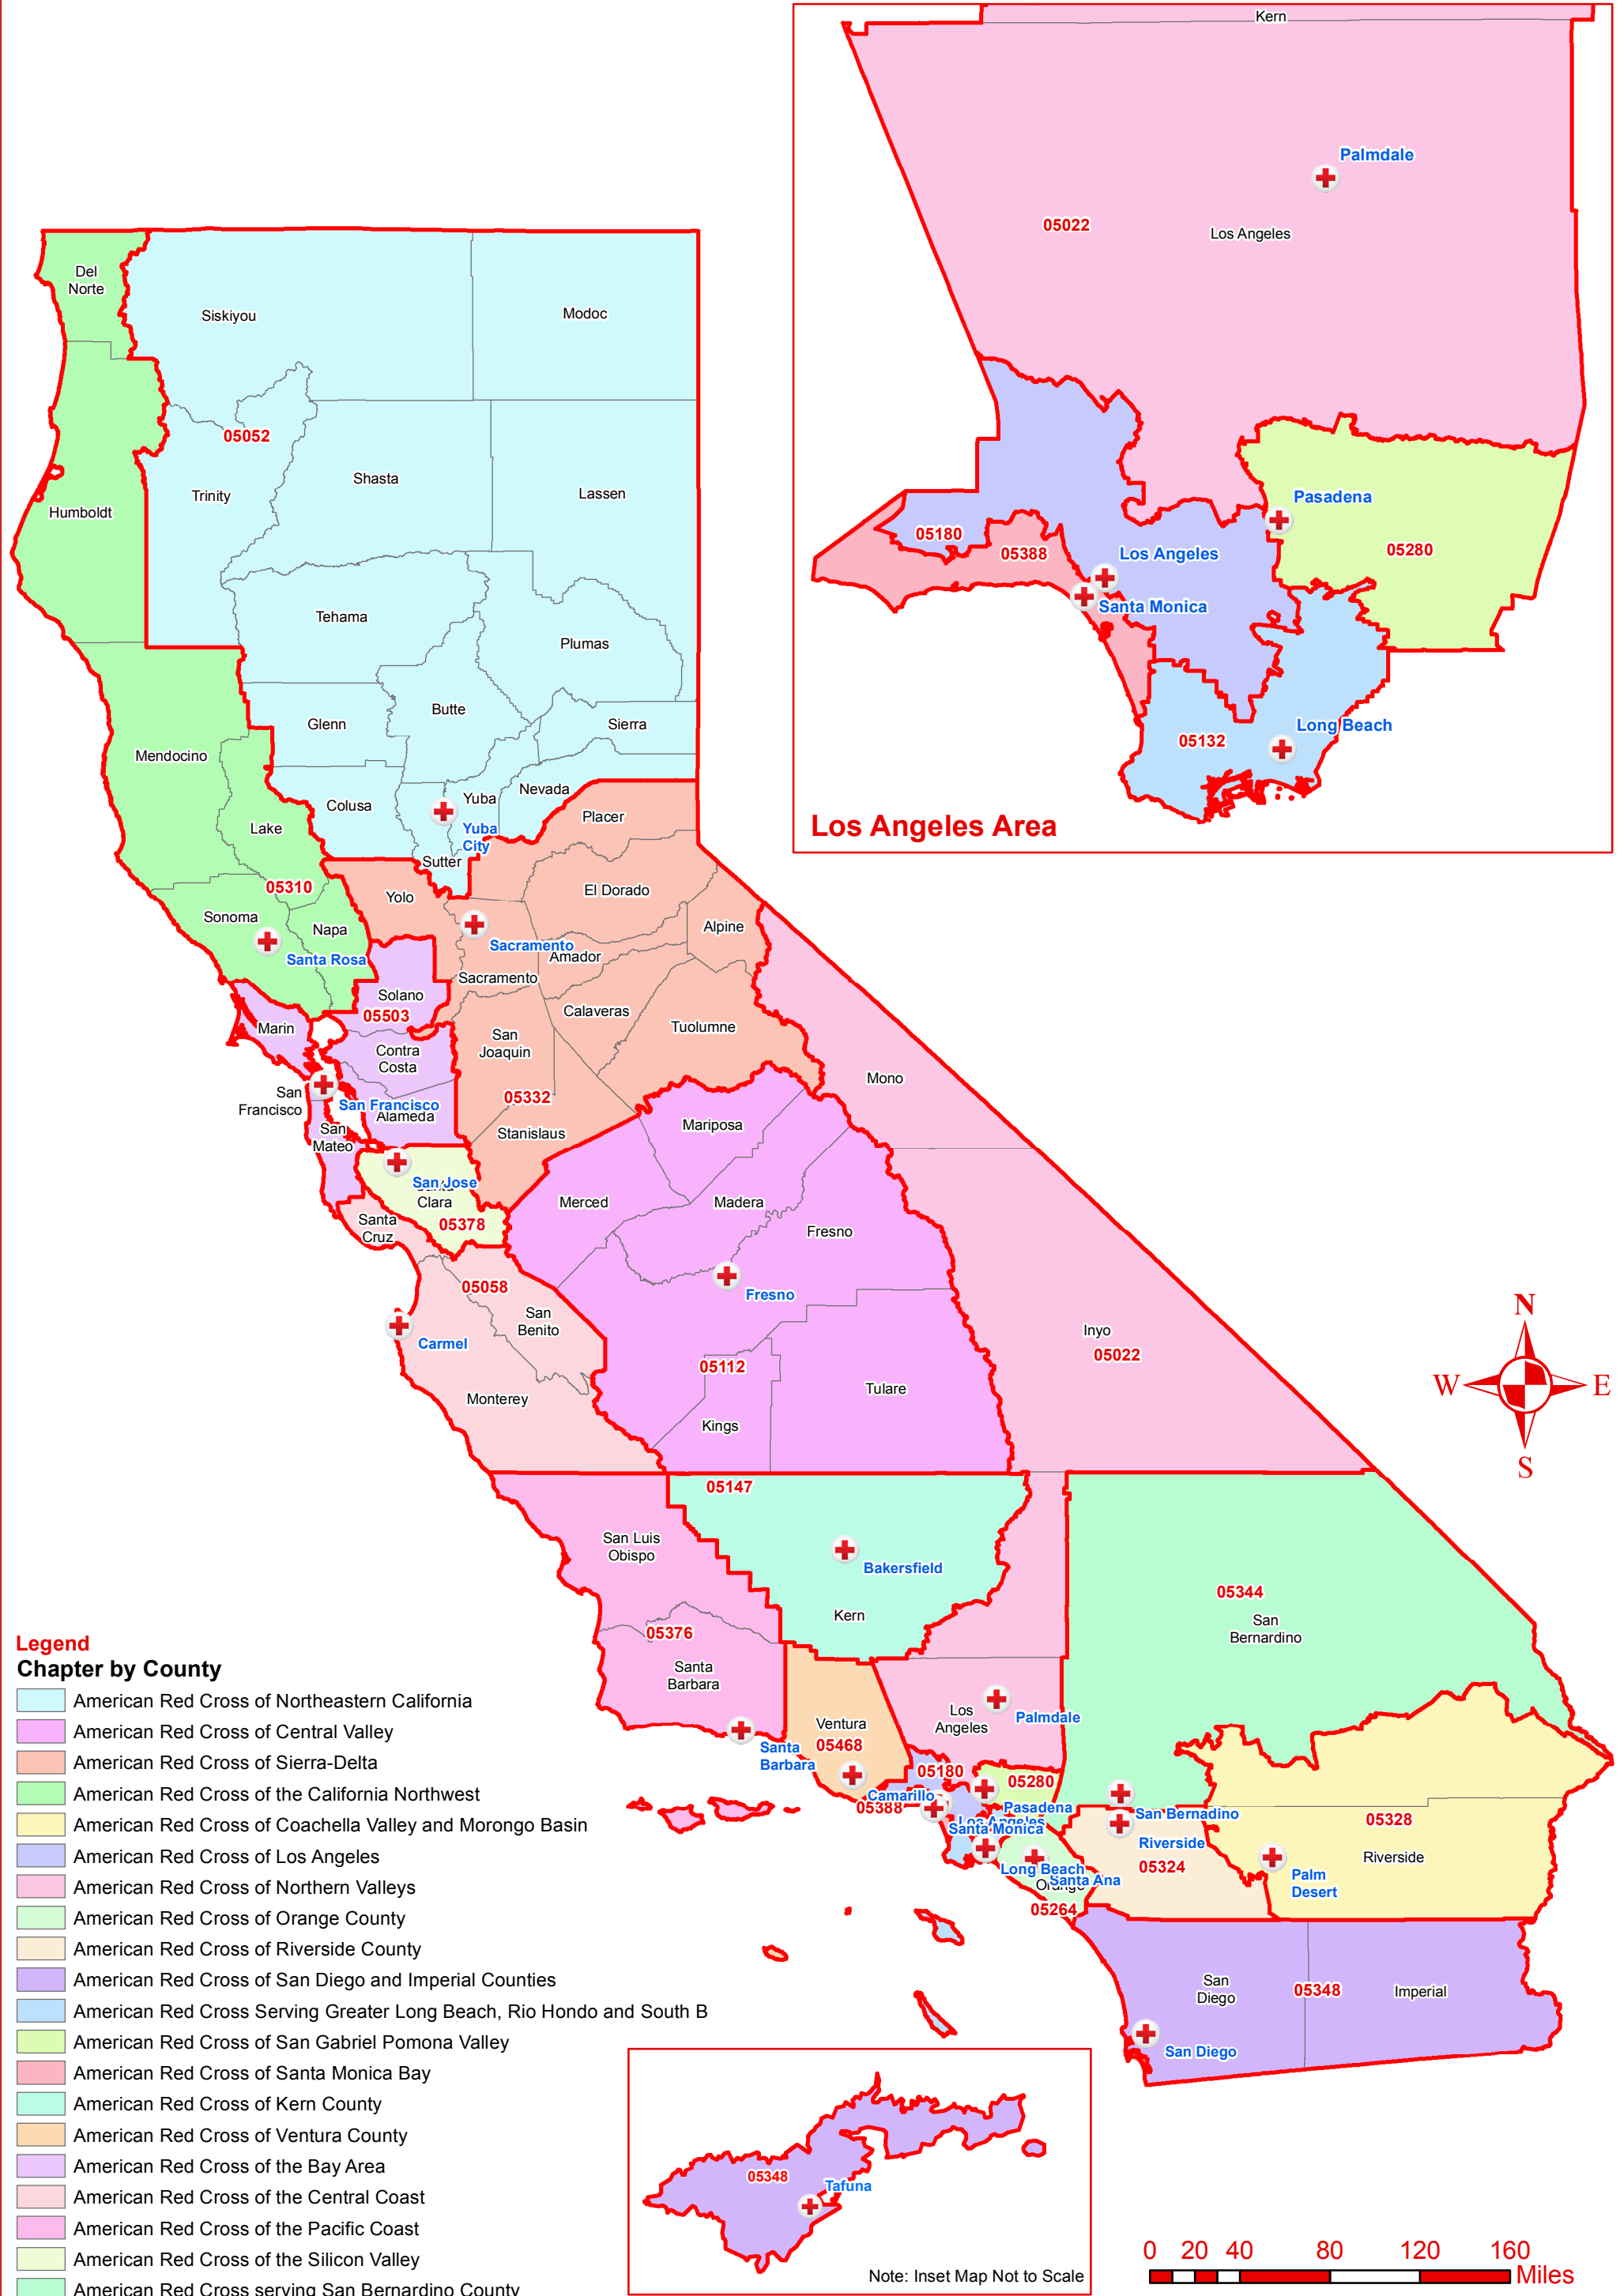 Kern
Palmdale
05022
Los Angeles
Pasadena
05180
05388
05280
Los Angeles
Santa Monica
Long Beach
05132
Los Angeles Area
Del
Norte
Siskiyou
Modoc
05052
Shasta
Trinity
Lassen
Humboldt
Tehama
Plumas
Butte
Glenn
Sierra
Mendocino
Nevada
Yuba
Colusa
Placer
Lake
Yuba
City
Sutter
05310
El Dorado
Yolo
Sonoma
Napa
Alpine
Sacramento
Amador
Santa Rosa
Sacramento
Solano
Calaveras
05503
Marin
Tuolumne
San
Joaquin
Contra
Costa
Mono
San
Francisco
San Francisco
05332
Alameda
Mariposa
San
Mateo
Stanislaus
San Jose
Clara
Merced
Madera
Santa
Cruz
05378
Fresno
05058
Fresno
San
Benito
Carmel
Inyo
05022
05112
Tulare
Monterey
Kings
N
W
E
S
05147
San Luis
Obispo
Bakersfield
05344
Kern
San
Bernardino
05376
Santa
Barbara
Ventura
05468
Los
Angeles
Palmdale
Santa
Barbara
05180
05280
Camarillo
05388
Pasadena
San Bernadino
Los Angeles
Santa Monica
05328
Riverside
Riverside
05324
Long Beach
Santa Ana
Orange
Palm
Desert
05264
San
Diego
05348
Imperial
San Diego
Legend
Chapter by County
American Red Cross of Northeastern California
American Red Cross of Central Valley
American Red Cross of Sierra-Delta
American Red Cross of the California Northwest
American Red Cross of Coachella Valley and Morongo Basin
American Red Cross of Los Angeles
American Red Cross of Northern Valleys
American Red Cross of Orange County
American Red Cross of Riverside County
American Red Cross of San Diego and Imperial Counties
American Red Cross Serving Greater Long Beach, Rio Hondo and South B
American Red Cross of San Gabriel Pomona Valley
American Red Cross of Santa Monica Bay
American Red Cross of Kern County
American Red Cross of Ventura County
American Red Cross of the Bay Area
American Red Cross of the Central Coast
American Red Cross of the Pacific Coast
American Red Cross of the Silicon Valley
American Red Cross serving San Bernardino County
05348
Tafuna
Note: Inset Map Not to Scale
0 20 40 80 120 160
Miles